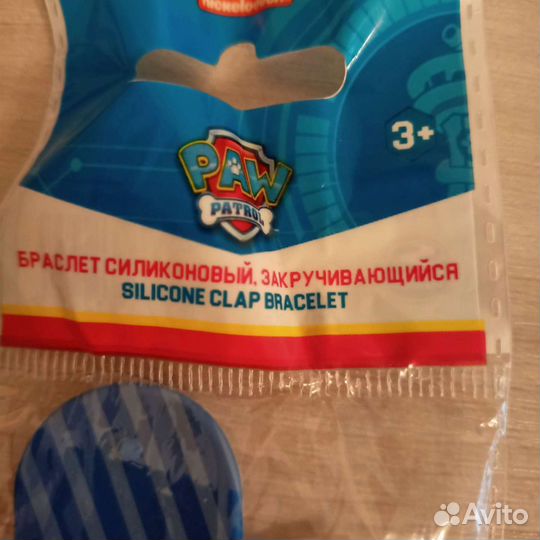 nickelodeon
3+
PAW
PATROL
БРАСЛЕТ СИЛИКОНОВЫЙ, ЗАКРУЧИВАЮЩИЙСЯ
SILICONE CLAP BRACELET
Avito